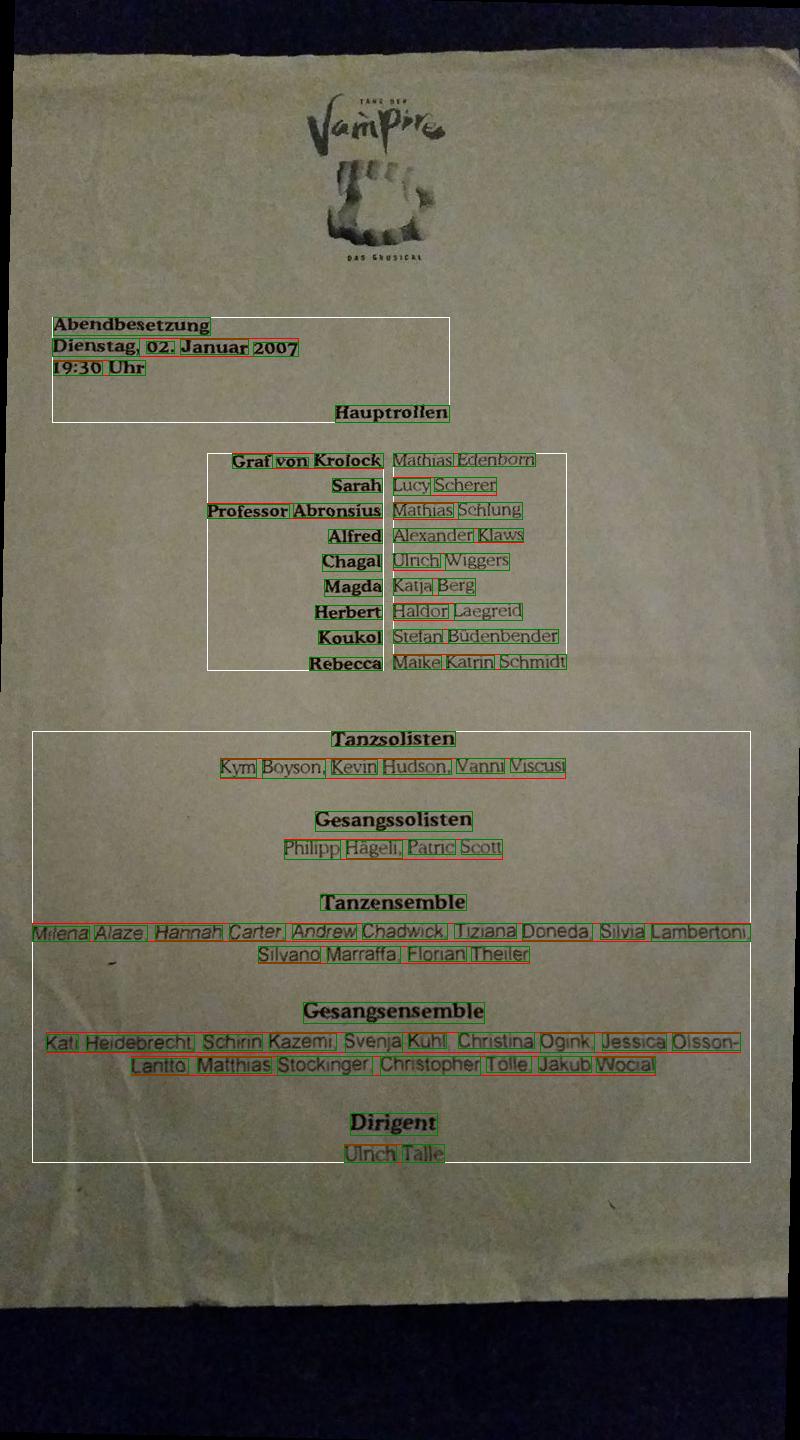 TANZ DER
Vampire
DAS GRUSICAL
Abendbesetzung
Dienstag, 02. Januar 2007
19:30 Uhr
Hauptrollen
Graf von Krolock Mathias Edenborn
Sarah Lucy Scherer
Professor Abronsius Mathias Schlung
Alfred Alexander Klaws
Chagal Ulrich Wiggers
Magda Katja Berg
Herbert Haldor Laegreid
Koukol Stefan Büdenbender
Rebecca Maike Katrin Schmidt
Tanzsolisten
Kym Boyson, Kevin Hudson, Vanni Viscusi
Gesangssolisten
Philipp Hägeli, Patric Scott
Tanzensemble
Milena Alaze, Hannah Carter, Andrew Chadwick, Tiziana Doneda, Silvia Lambertoni,
Silvano Marraffa, Florian Theiler
Gesangsensemble
Kati Heidebrecht, Schirin Kazemi, Svenja Kühl, Christina Ogink, Jessica Olsson-
Lantto, Matthias Stockinger, Christopher Tölle, Jakub Wocial
Dirigent
Ulrich Talle